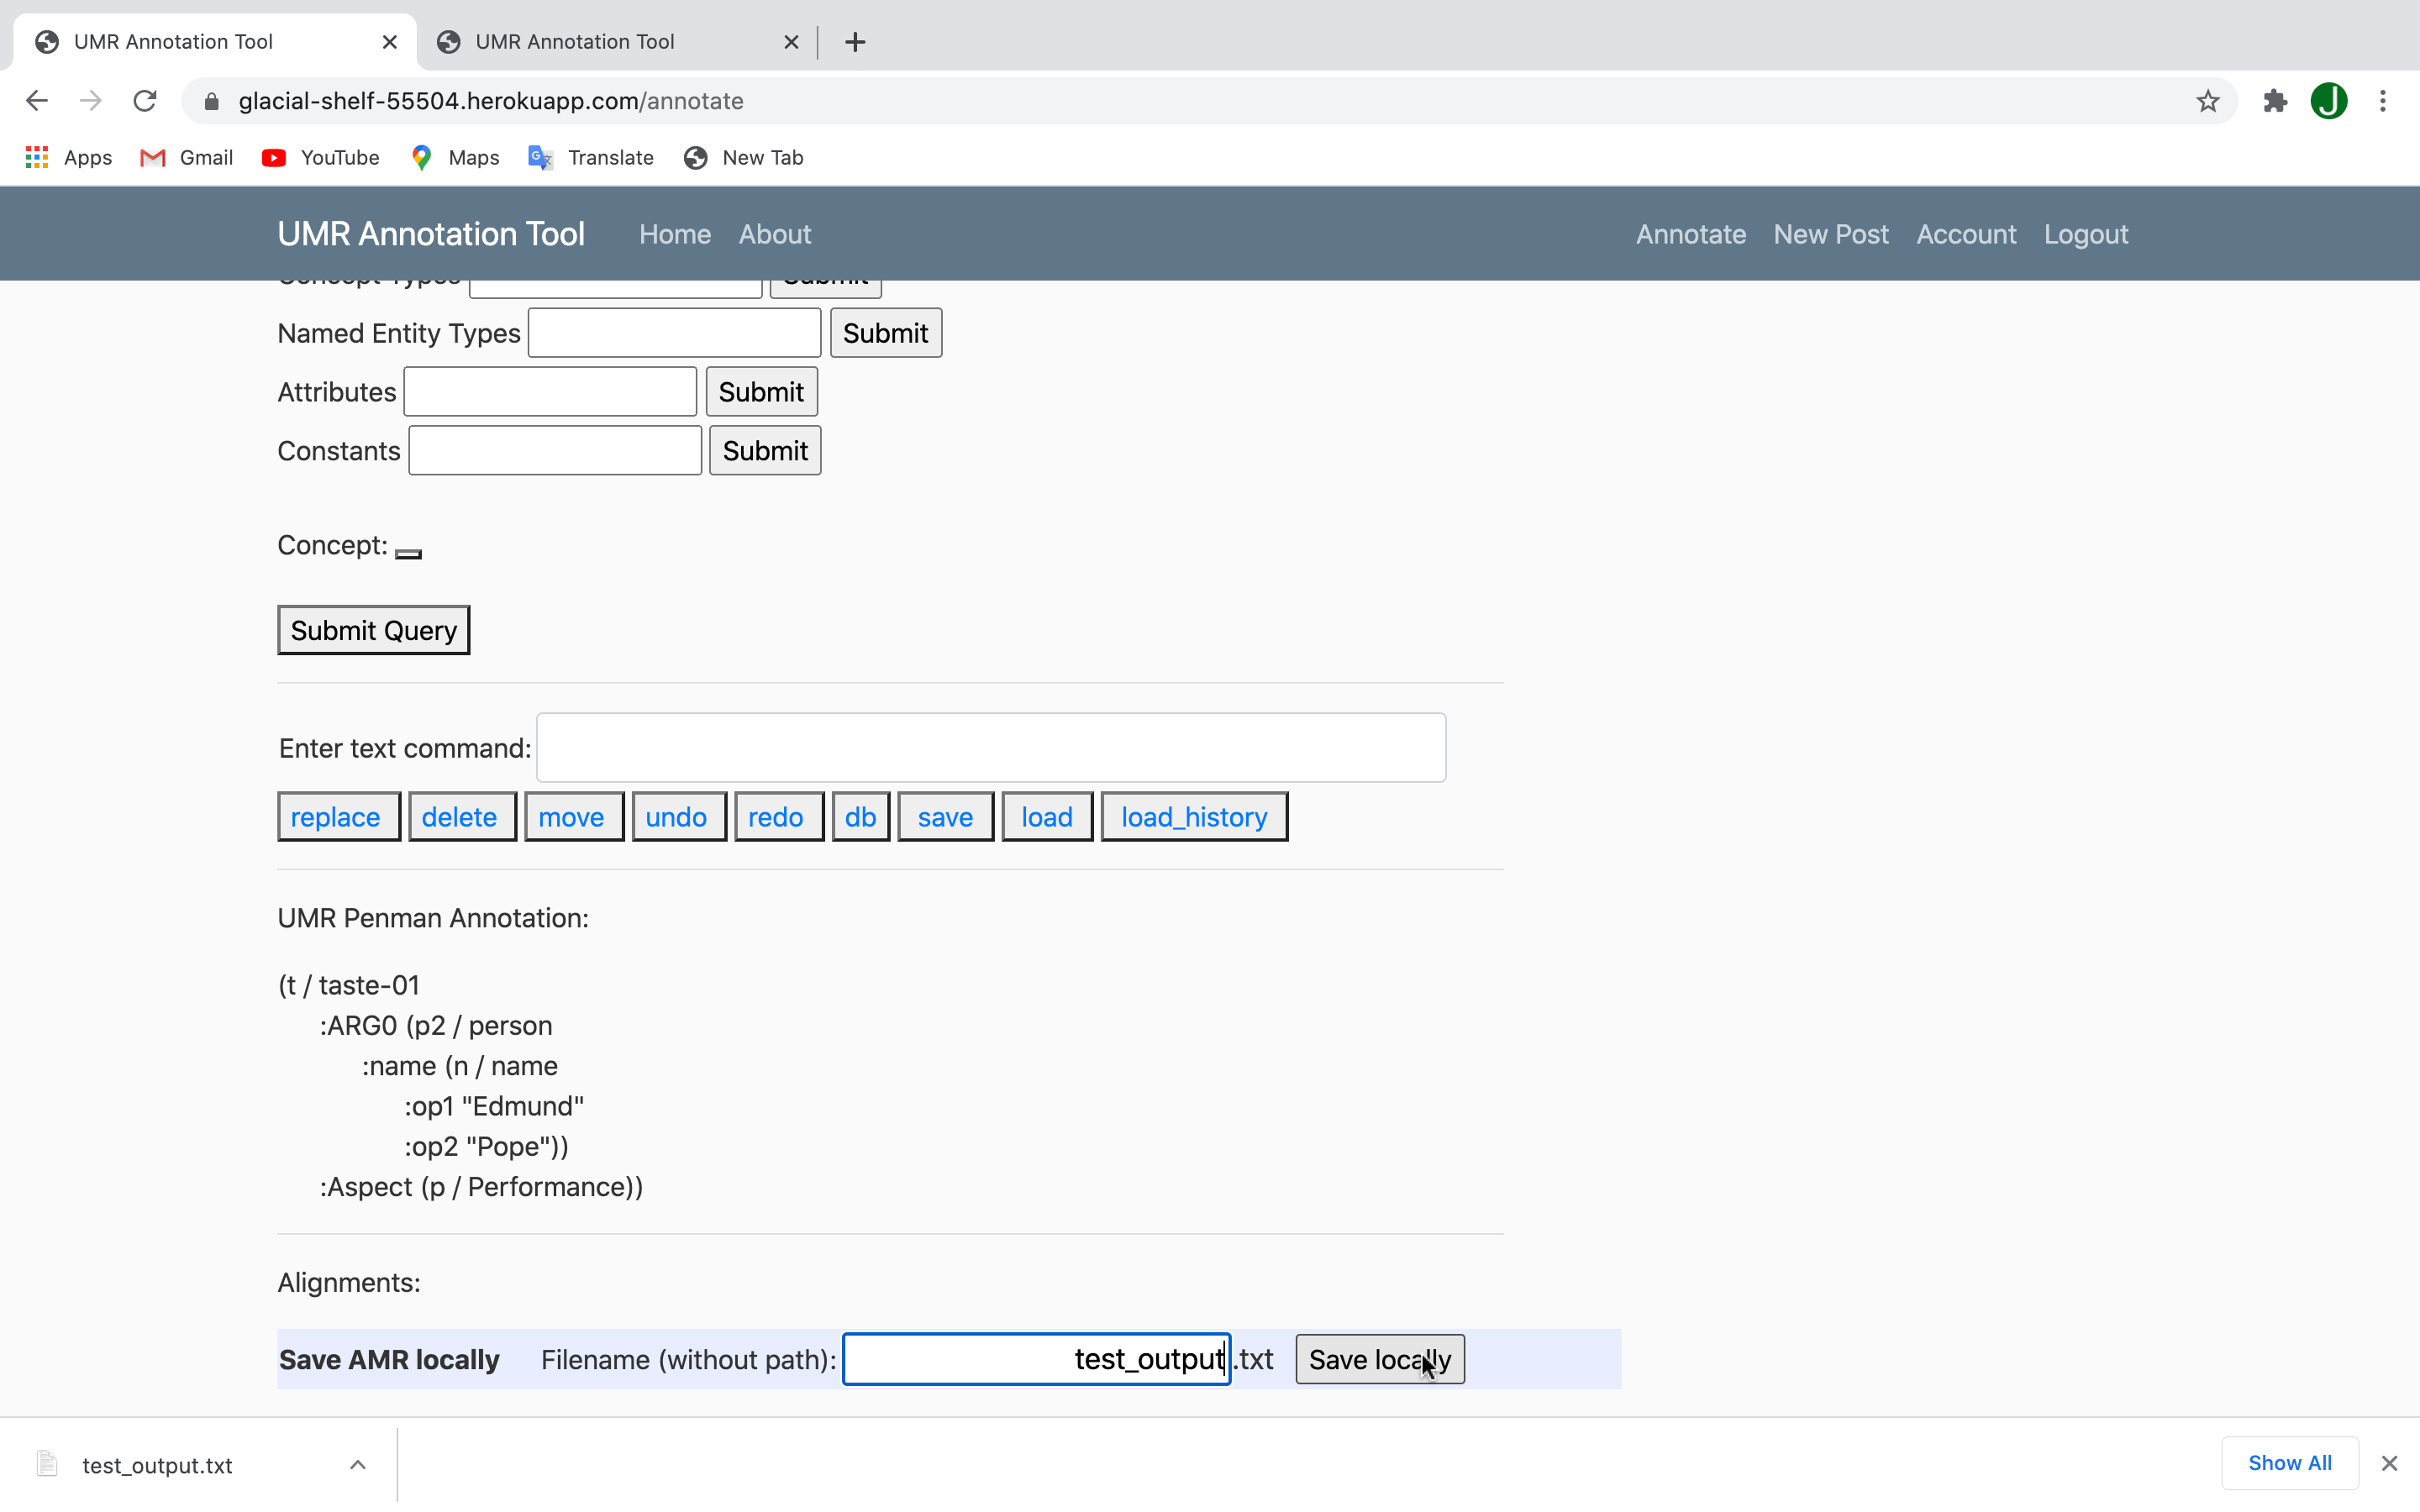 UMR Annotation Tool
UMR Annotation Tool
glacial-shelf-55504.herokuapp.com/annotate
J
Apps Gmail YouTube Maps Translate New Tab
UMR Annotation Tool Home About Annotate New Post Account Logout
Concept Types Submit
Named Entity Types Submit
Attributes Submit
Constants Submit
Concept:
Submit Query
Enter text command:
replace delete move undo redo db save load load_history
UMR Penman Annotation:
(t / taste-01
:ARG0 (p2 / person
:name (n / name
:op1 "Edmund"
:op2 "Pope"))
:Aspect (p / Performance))
Alignments:
Save AMR locally Filename (without path): test_output .txt Save locally
test_output.txt Show All